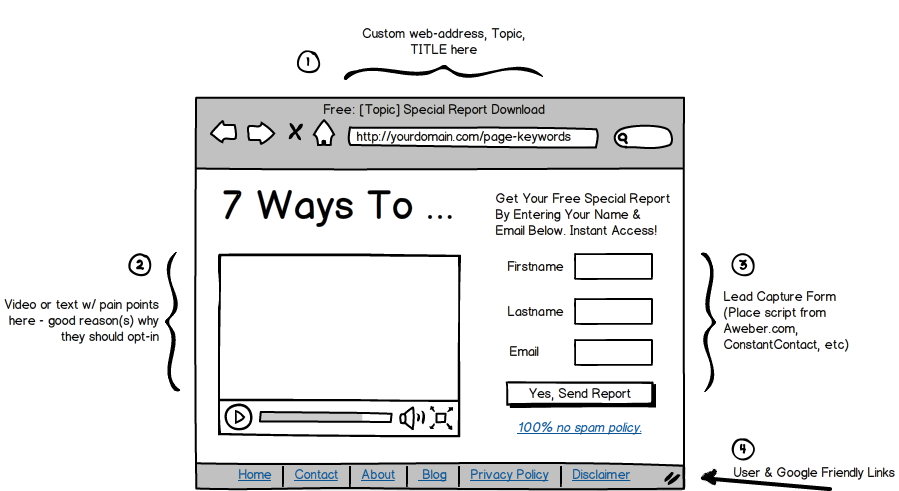 Custom web-address, Topic,
TITLE here
1
Free: [Topic] Special Report Download
http://yourdomain.com/page-keywords
7 Ways To ...
Get Your Free Special Report
By Entering Your Name &
Email Below. Instant Access!
2
Video or text w/ pain points
here - good reason(s) why
they should opt-in
Firstname
Lastname
Email
Yes, Send Report
100% no spam policy.
3
Lead Capture Form
(Place script from
Aweber.com,
ConstantContact, etc)
4
User & Google Friendly Links
Home Contact About Blog Privacy Policy Disclaimer